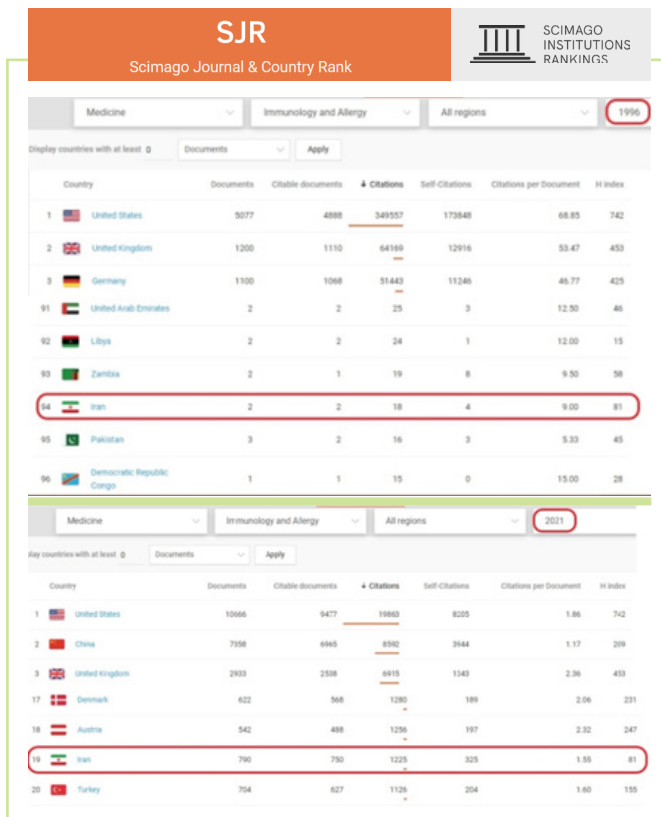 SJR
Scimago Journal & Country Rank
SCIMAGO
INSTITUTIONS
RANKINGS
Medicine Immunology and Allergy All regions 1996
Display countries with at least 0 Documents Apply
Country Documents Citable documents ↓ Citations Self-Citations Citations per Document H index
1 United States 5077 4888 349557 173848 68.85 742
2 United Kingdom 1200 1110 64169 12916 53.47 453
3 Germany 1100 1068 51443 11246 46.77 425
91 United Arab Emirates 2 2 25 3 12.50 46
92 Libya 2 2 24 1 12.00 15
93 Zambia 2 1 19 8 9.50 58
94 Iran 2 2 18 4 9.00 81
95 Pakistan 3 2 16 3 5.33 45
96 Democratic Republic Congo 1 1 15 0 15.00 28
Medicine Immunology and Allergy All regions 2021
lay countries with at least 0 Documents Apply
Country Documents Citable documents ↓ Citations Self-Citations Citations per Document H index
1 United States 10666 9477 19863 8205 1.86 742
2 China 7358 6965 8592 3944 1.17 209
3 United Kingdom 2933 2508 6915 1343 2.36 453
17 Denmark 622 568 1280 189 2.06 231
18 Austria 542 488 1256 197 2.32 247
19 Iran 790 750 1225 325 1.55 81
20 Turkey 704 627 1126 204 1.60 155